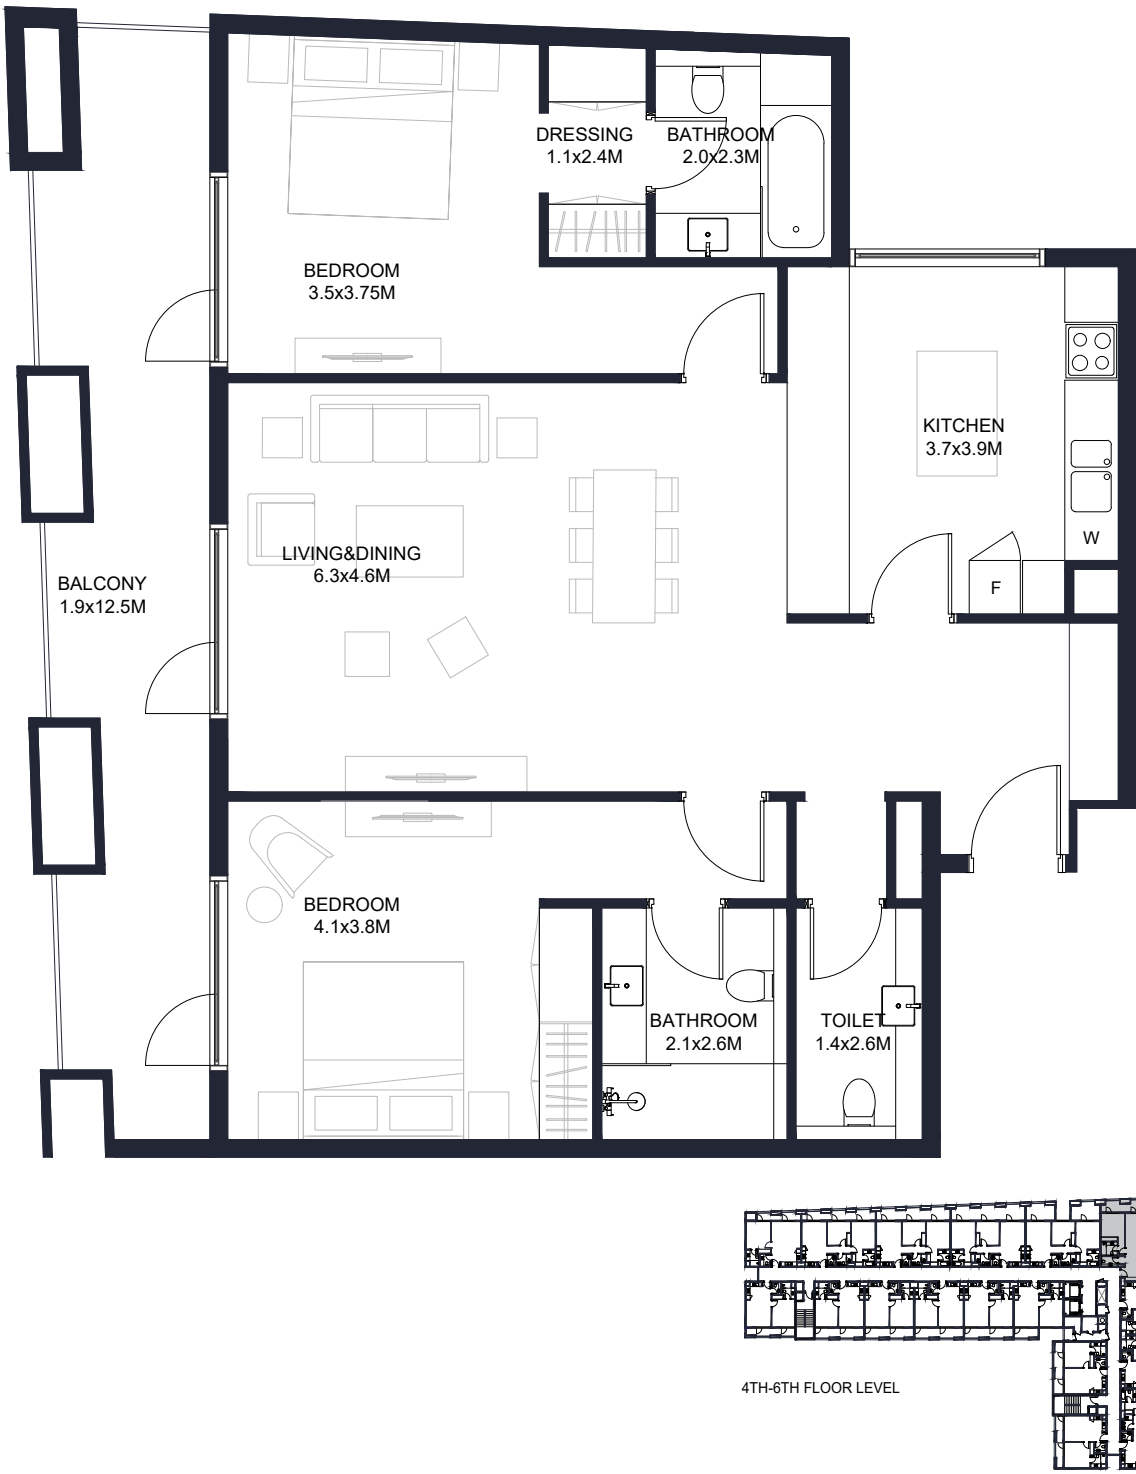 DRESSING
1.1x2.4M
BATHROOM
2.0x2.3M
BEDROOM
3.5x3.75M
KITCHEN
3.7x3.9M
W
F
LIVING&DINING
6.3x4.6M
BALCONY
1.9x12.5M
BEDROOM
4.1x3.8M
BATHROOM
2.1x2.6M
TOILET
1.4x2.6M
4TH-6TH FLOOR LEVEL